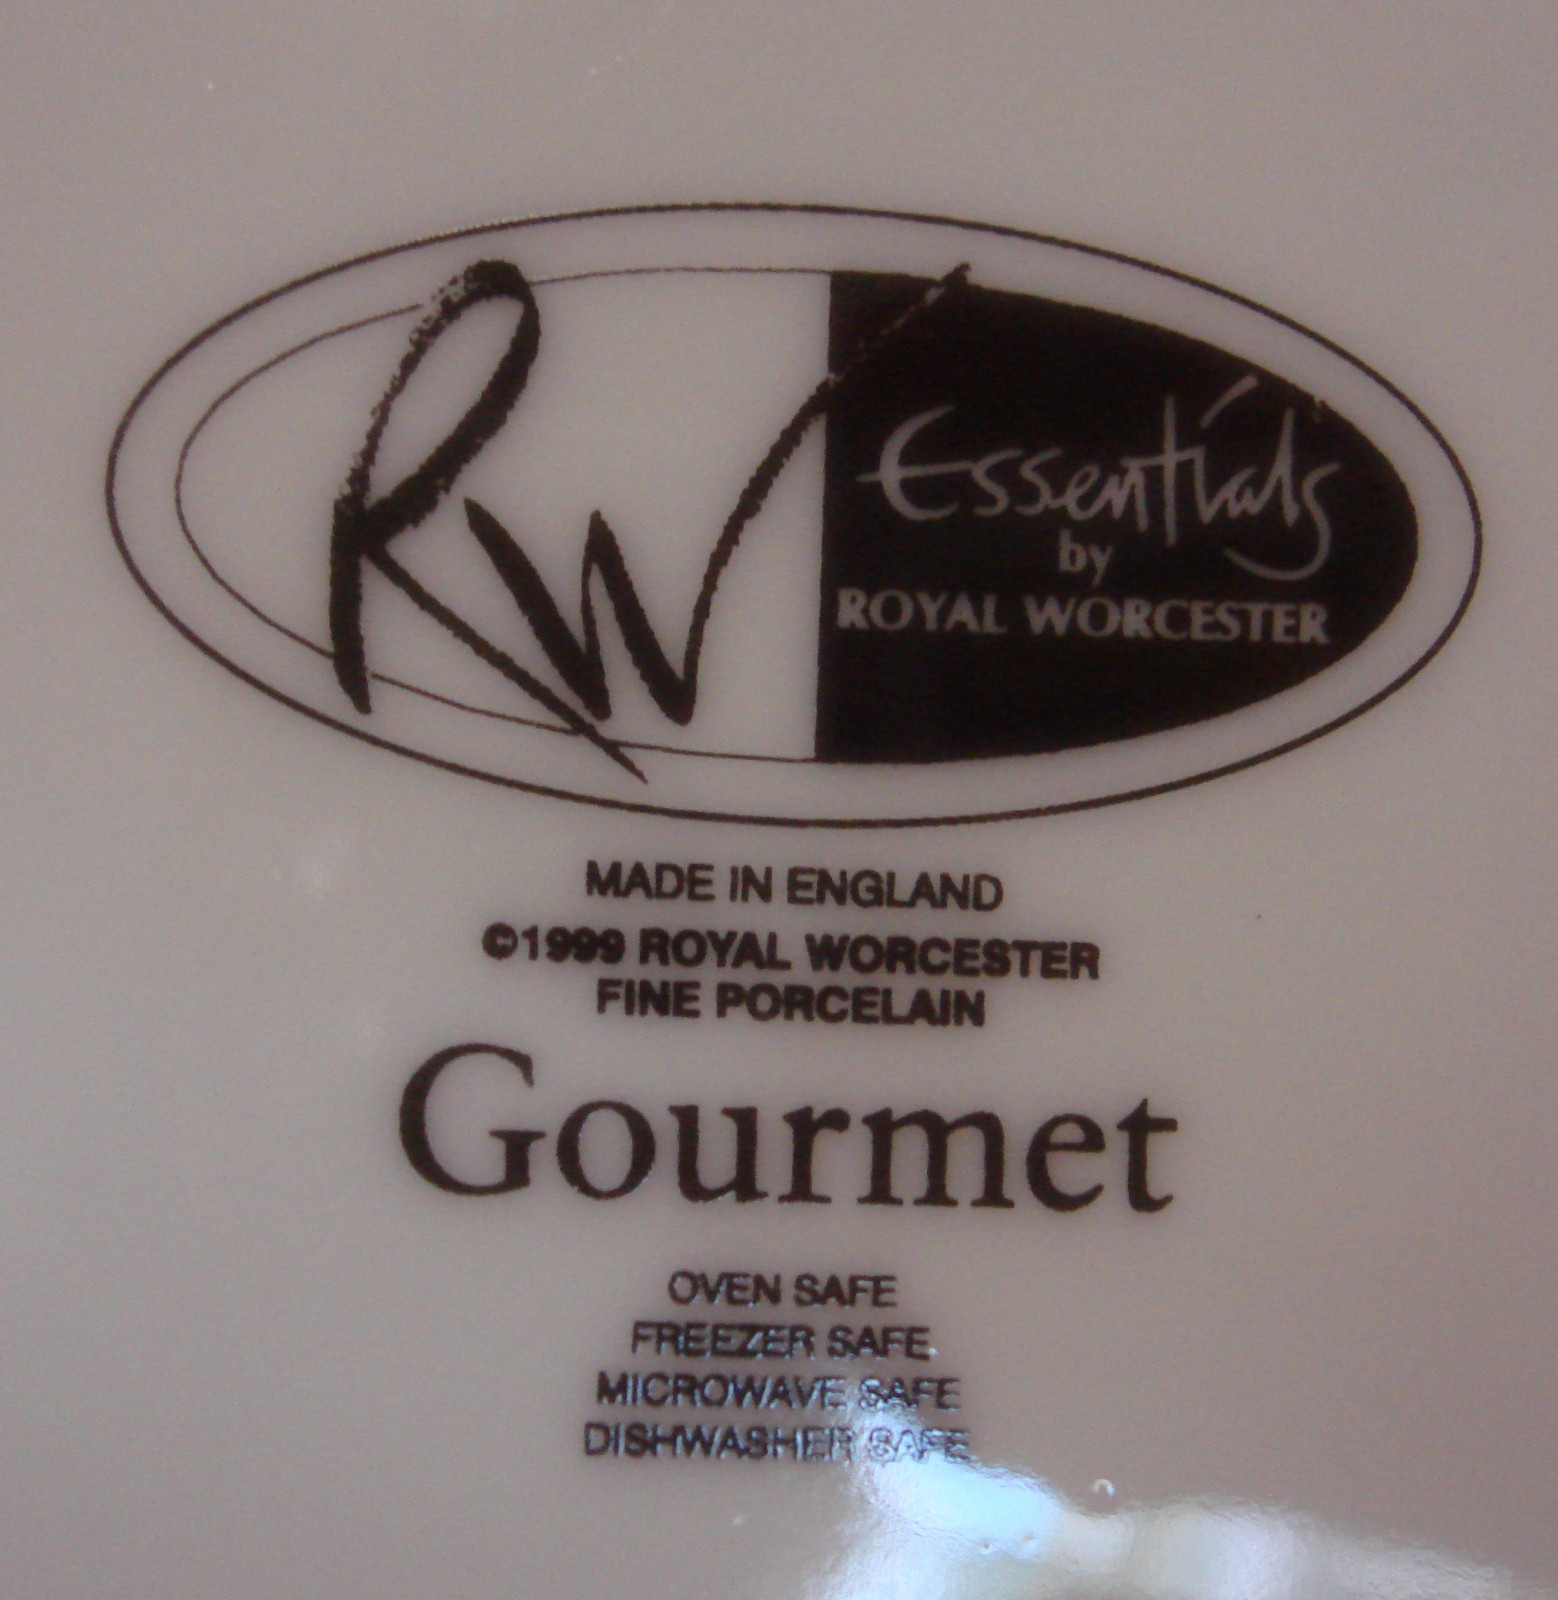 RW
Essentials
by
ROYAL WORCESTER
MADE IN ENGLAND
©1999 ROYAL WORCESTER
FINE PORCELAIN
Gourmet
OVEN SAFE
FREEZER SAFE
MICROWAVE SAFE
DISHWASHER SAFE